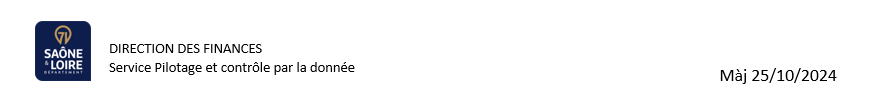 71
SAÔNE
& LOIRE
DÉPARTEMENT
DIRECTION DES FINANCES
Service Pilotage et contrôle par la donnée
Màj 25/10/2024